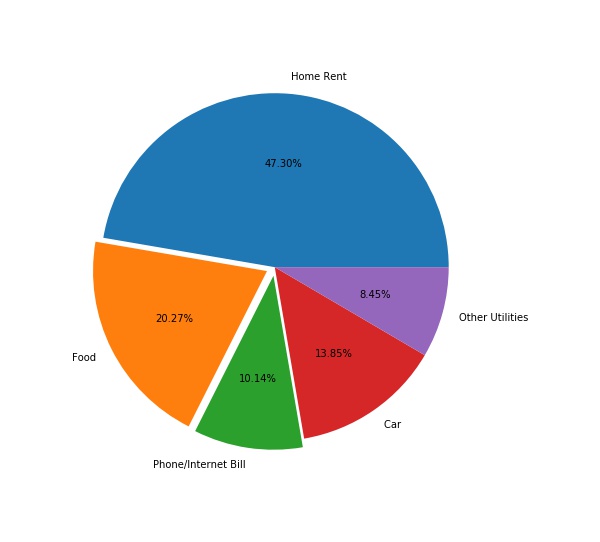 Home Rent
47.30%
8.45%
Other Utilities
20.27%
13.85%
Food
10.14%
Car
Phone/Internet Bill